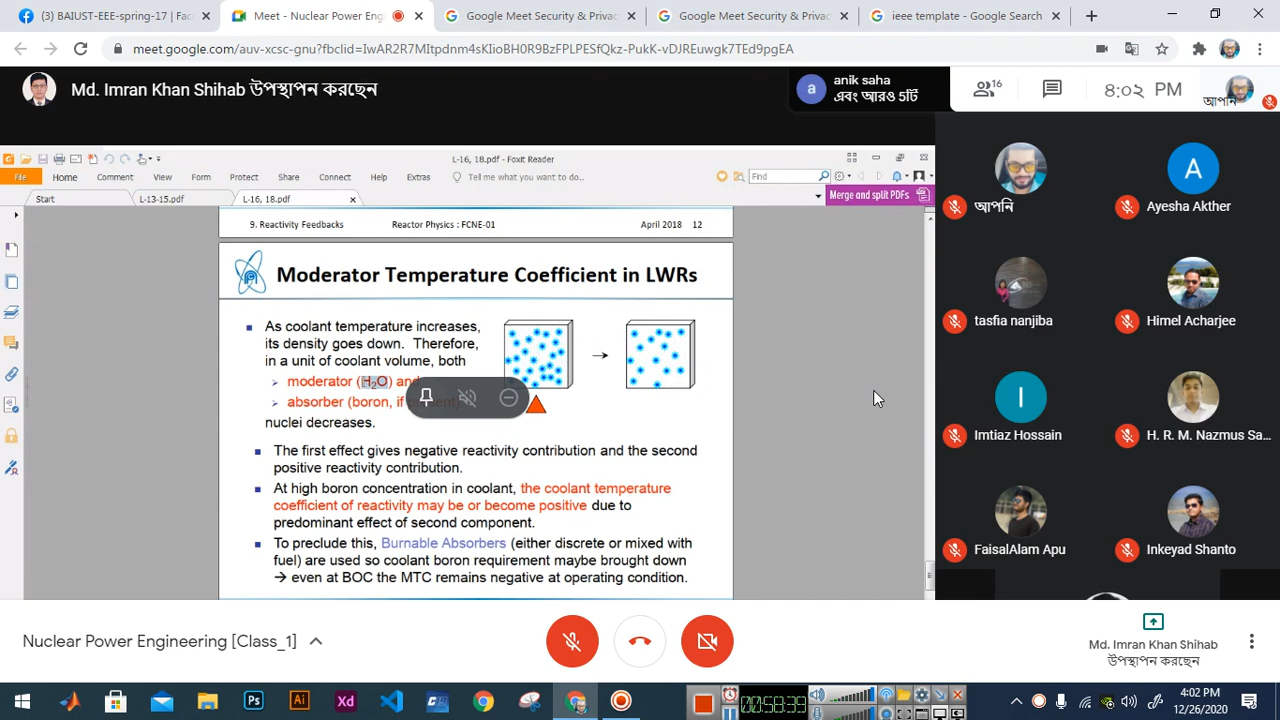 (3) BAIUST-EEE-spring-17 | Fac
Meet - Nuclear Power Eng
Google Meet Security & Privac
Google Meet Security & Privac
ieee template - Google Search
meet.google.com/auv-xcsc-gnu?fbclid=IwAR2R7MItpdnm4sKIioBH0R9BzFPLPESfQkz-PukK-vDJREuwgk7TEd9pgEA
Md. Imran Khan Shihab উপস্থাপন করছেন
a
anik saha
এবং আরও 5টি
16
8:০২ PM
আপনি
L-16, 18.pdf - Foxit Reader
File Home Comment View Form Protect Share Connect Help Extras Tell me what you want to do... Find
Start L-13-15.pdf L-16, 18.pdf
Merge and split PDFs
9. Reactivity Feedbacks Reactor Physics : FCNE-01 April 2018 12
Moderator Temperature Coefficient in LWRs
As coolant temperature increases,
its density goes down. Therefore,
in a unit of coolant volume, both
moderator (H2O) and
absorber (boron, if
nuclei decreases.
The first effect gives negative reactivity contribution and the second
positive reactivity contribution.
At high boron concentration in coolant, the coolant temperature
coefficient of reactivity may be or become positive due to
predominant effect of second component.
To preclude this, Burnable Absorbers (either discrete or mixed with
fuel) are used so coolant boron requirement maybe brought down
→ even at BOC the MTC remains negative at operating condition.
আপনি
A
Ayesha Akther
tasfia nanjiba
Himel Acharjee
I
Imtiaz Hossain
H. R. M. Nazmus Sa...
FaisalAlam Apu
Inkeyad Shanto
Nuclear Power Engineering [Class_1]
Md. Imran Khan Shihab
উপস্থাপন করছেন
Ps
Ai
Xd
00:58:39
4:02 PM
12/26/2020